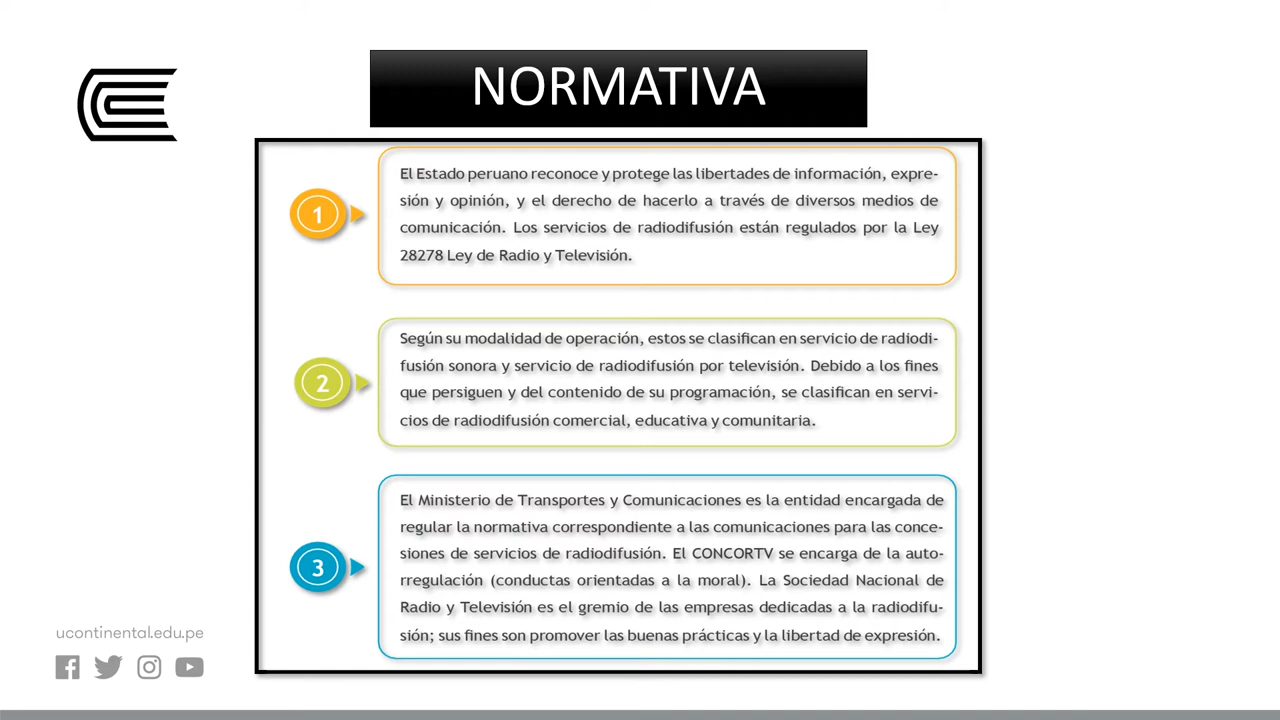 NORMATIVA
1
El Estado peruano reconoce y protege las libertades de información, expre-
sión y opinión, y el derecho de hacerlo a través de diversos medios de
comunicación. Los servicios de radiodifusión están regulados por la Ley
28278 Ley de Radio y Televisión.
2
Según su modalidad de operación, estos se clasifican en servicio de radiodi-
fusión sonora y servicio de radiodifusión por televisión. Debido a los fines
que persiguen y del contenido de su programación, se clasifican en servi-
cios de radiodifusión comercial, educativa y comunitaria.
3
El Ministerio de Transportes y Comunicaciones es la entidad encargada de
regular la normativa correspondiente a las comunicaciones para las conce-
siones de servicios de radiodifusión. El CONCORTV se encarga de la auto-
rregulación (conductas orientadas a la moral). La Sociedad Nacional de
Radio y Televisión es el gremio de las empresas dedicadas a la radiodifu-
sión; sus fines son promover las buenas prácticas y la libertad de expresión.
ucontinental.edu.pe